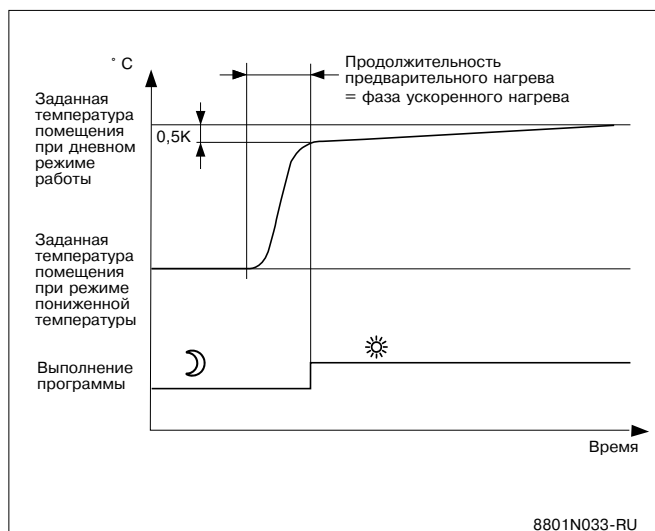 ° C
Продолжительность
предварительного нагрева
= фаза ускоренного нагрева
Заданная
температура
помещения
при дневном
режиме
работы
0,5K
Заданная
температура
помещения
при режиме
пониженной
температуры
Выполнение
программы
Время
8801N033-RU